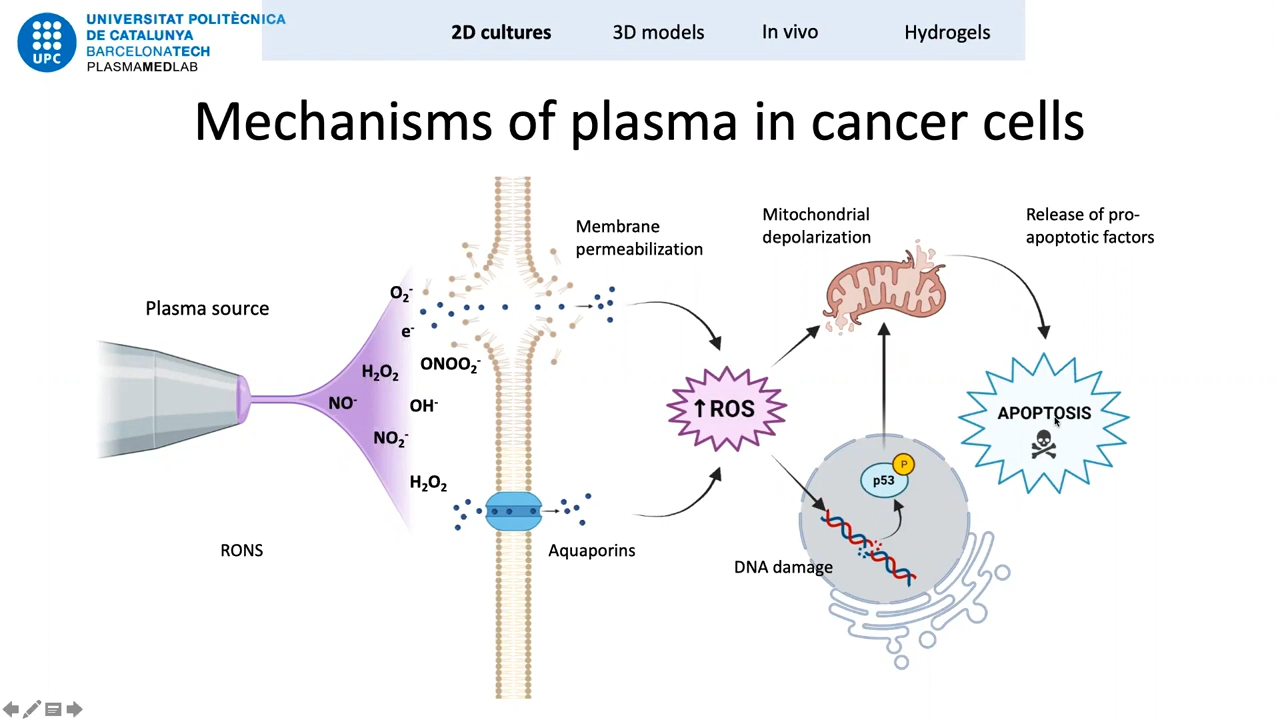 UNIVERSITAT POLITÈCNICA
DE CATALUNYA
BARCELONATECH
PLASMAMEDLAB
UPC
2D cultures
3D models
In vivo
Hydrogels
Mechanisms of plasma in cancer cells
Plasma source
RONS
O₂⁻
e⁻
H₂O₂
ONOO₂⁻
NO⁻
OH⁻
NO₂⁻
H₂O₂
Membrane
permeabilization
Aquaporins
↑ROS
Mitochondrial
depolarization
p53
P
DNA damage
Release of pro-
apoptotic factors
APOPTOSIS